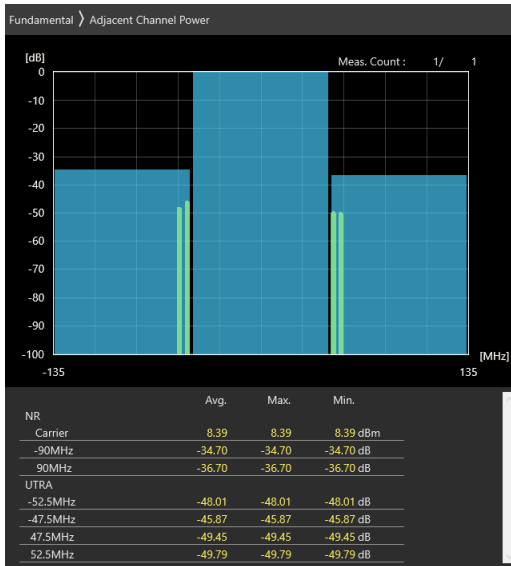 Fundamental 〉 Adjacent Channel Power
[dB]
Meas. Count : 1/ 1
0
-10
-20
-30
-40
-50
-60
-70
-80
-90
-100
[MHz]
-135 135
Avg. Max. Min.
NR
Carrier 8.39 8.39 8.39 dBm
-90MHz -34.70 -34.70 -34.70 dB
90MHz -36.70 -36.70 -36.70 dB
UTRA
-52.5MHz -48.01 -48.01 -48.01 dB
-47.5MHz -45.87 -45.87 -45.87 dB
47.5MHz -49.45 -49.45 -49.45 dB
52.5MHz -49.79 -49.79 -49.79 dB